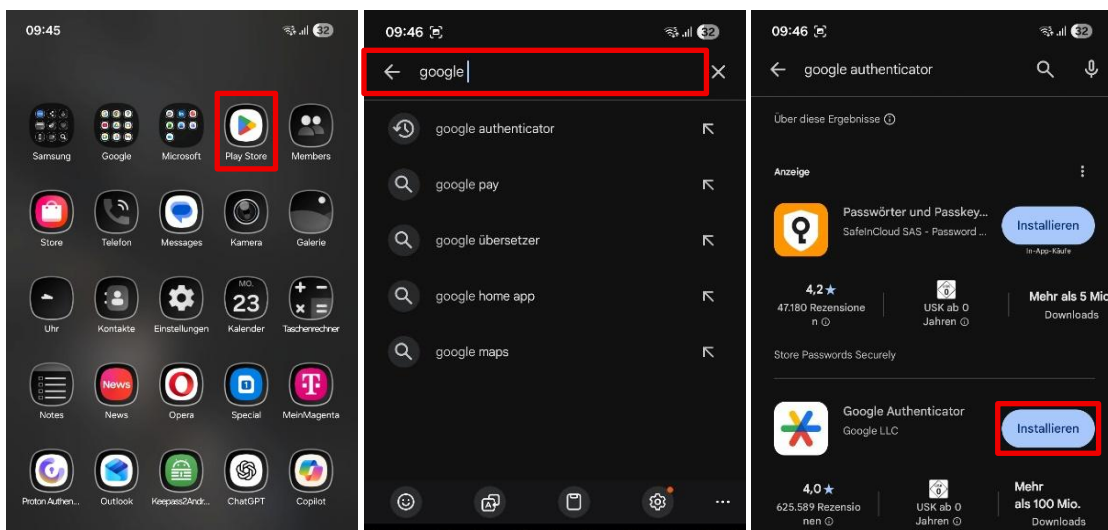 09:45
32
Samsung
Google
Microsoft
Play Store
Members
Store
Telefon
Messages
Kamera
Galerie
MO.
23
Uhr
Kontakte
Einstellungen
Kalender
Taschenrechner
News
1
T
Notes
News
Opera
Special
MeinMagenta
Proton Authen...
Outlook
Keepass2Andr...
ChatGPT
Copilot
09:46
32
google
google authenticator
google pay
google übersetzer
google home app
google maps
A
...
09:46
32
google authenticator
Über diese Ergebnisse
Anzeige
Passwörter und Passkey...
SafeInCloud SAS - Password ...
Installieren
In-App-Käufe
4,2★
47.180 Rezensione
n
0
USK ab 0
Jahren
Mehr als 5 Mio
Downloads
Store Passwords Securely
Google Authenticator
Google LLC
Installieren
4,0★
625.589 Rezensio
nen
0
USK ab 0
Jahren
Mehr
als 100 Mio.
Downloads